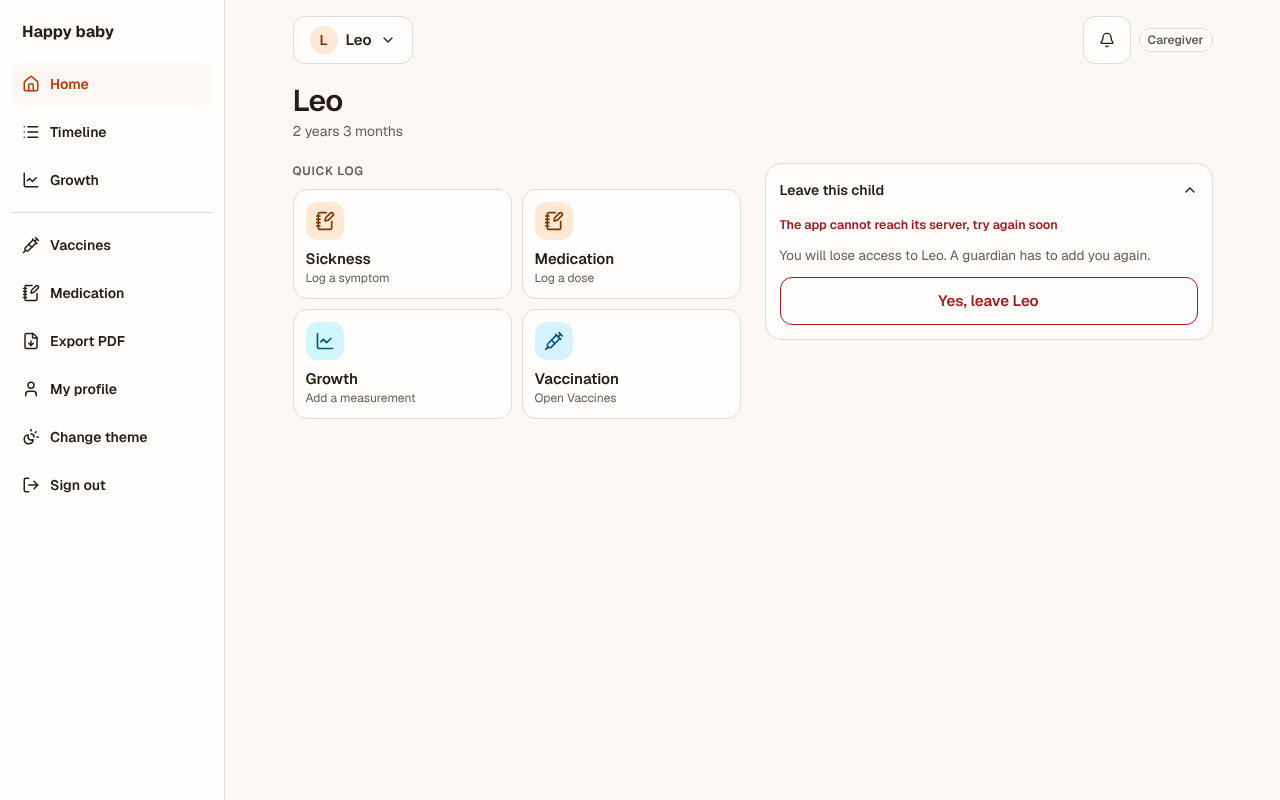 Happy baby
Home
Timeline
Growth
Vaccines
Medication
Export PDF
My profile
Change theme
Sign out
L Leo
Caregiver
Leo
2 years 3 months
QUICK LOG
Sickness
Log a symptom
Medication
Log a dose
Growth
Add a measurement
Vaccination
Open Vaccines
Leave this child
The app cannot reach its server, try again soon
You will lose access to Leo. A guardian has to add you again.
Yes, leave Leo